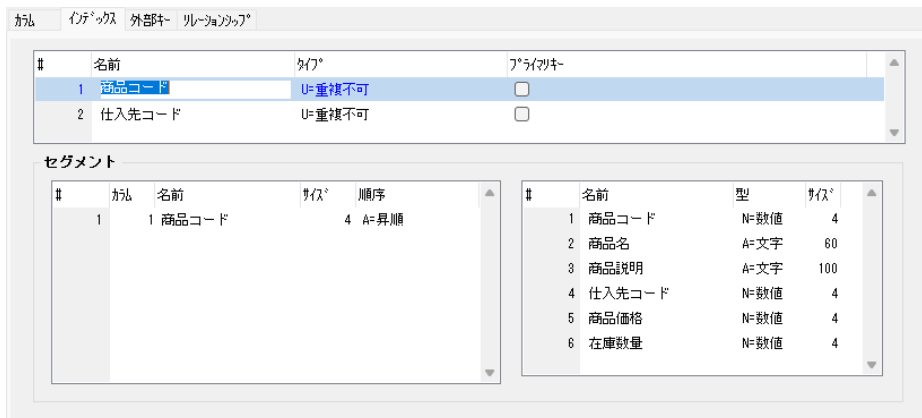 ｶﾗﾑ ｲﾝﾃﾞｯｸｽ 外部ｷｰ ﾘﾚｰｼｮﾝｼｯﾌﾟ
# 名前 ﾀｲﾌﾟ ﾌﾟﾗｲﾏﾘｷｰ
1 商品コード U=重複不可
2 仕入先コード U=重複不可
セグメント
# ｶﾗﾑ 名前 ｻｲｽﾞ 順序
1 1 商品コード 4 A=昇順
# 名前 型 ｻｲｽﾞ
1 商品コード N=数値 4
2 商品名 A=文字 60
3 商品説明 A=文字 100
4 仕入先コード N=数値 4
5 商品価格 N=数値 4
6 在庫数量 N=数値 4